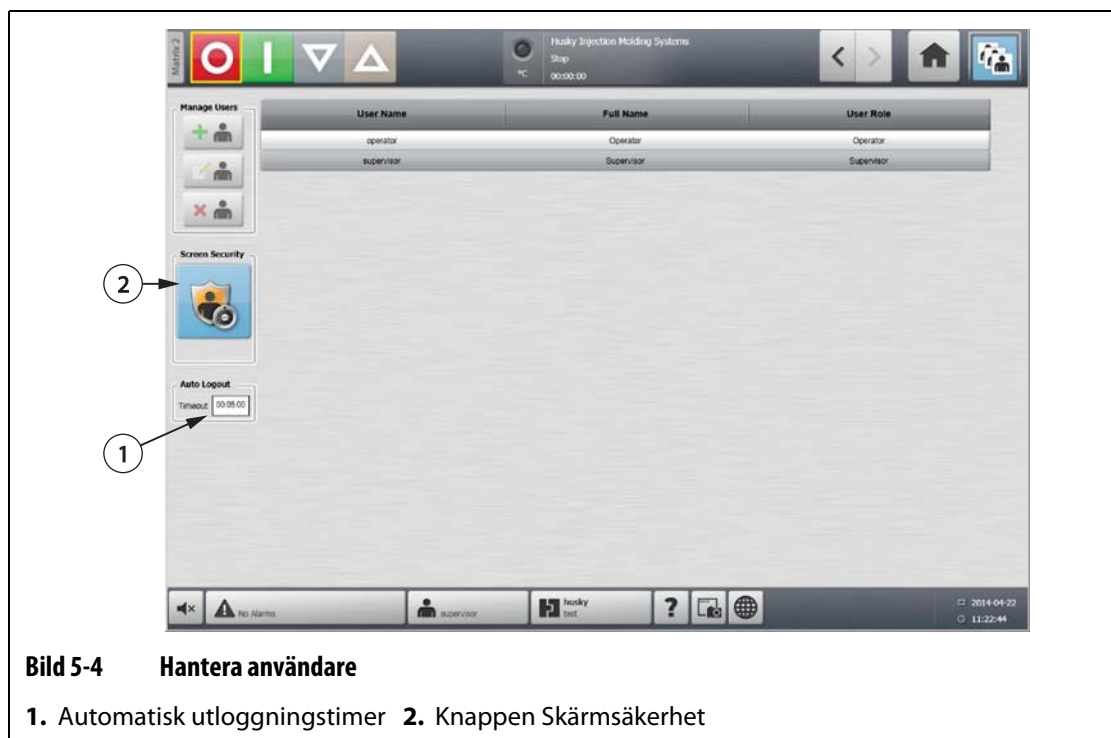 Matrix 2
Husky Injection Molding Systems
Stop
°C 00:00:00
Manage Users
User Name Full Name User Role
operator Operator Operator
supervisor Supervisor Supervisor
Screen Security
2
Auto Logout
Timeout 00:05:00
1
No Alarms
supervisor
husky
test
?
2014-04-22
11:22:44
Bild 5-4 Hantera användare
1. Automatisk utloggningstimer 2. Knappen Skärmsäkerhet